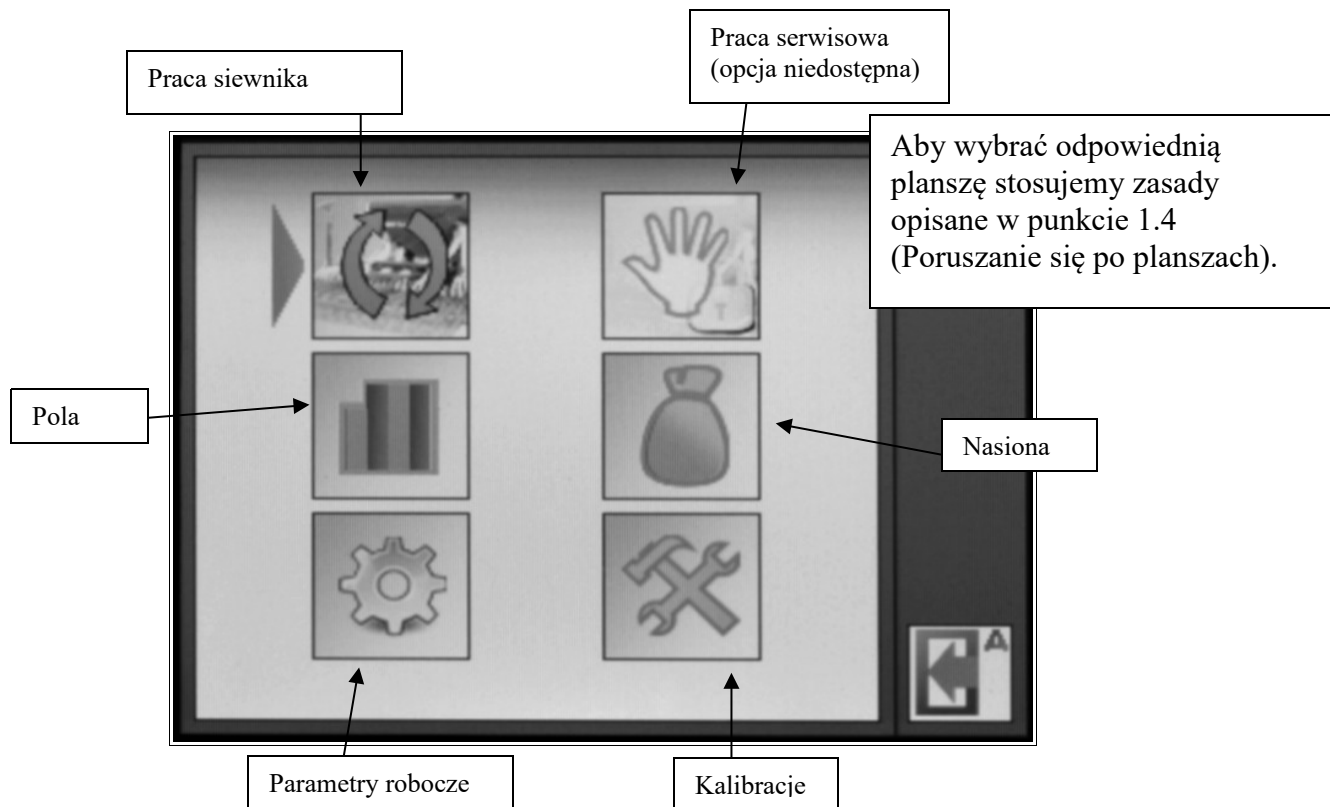 Praca siewnika
Praca serwisowa
(opcja niedostępna)
Aby wybrać odpowiednią
planszę stosujemy zasady
opisane w punkcie 1.4
(Poruszanie się po planszach).
T
Pola
Nasiona
Parametry robocze
Kalibracje